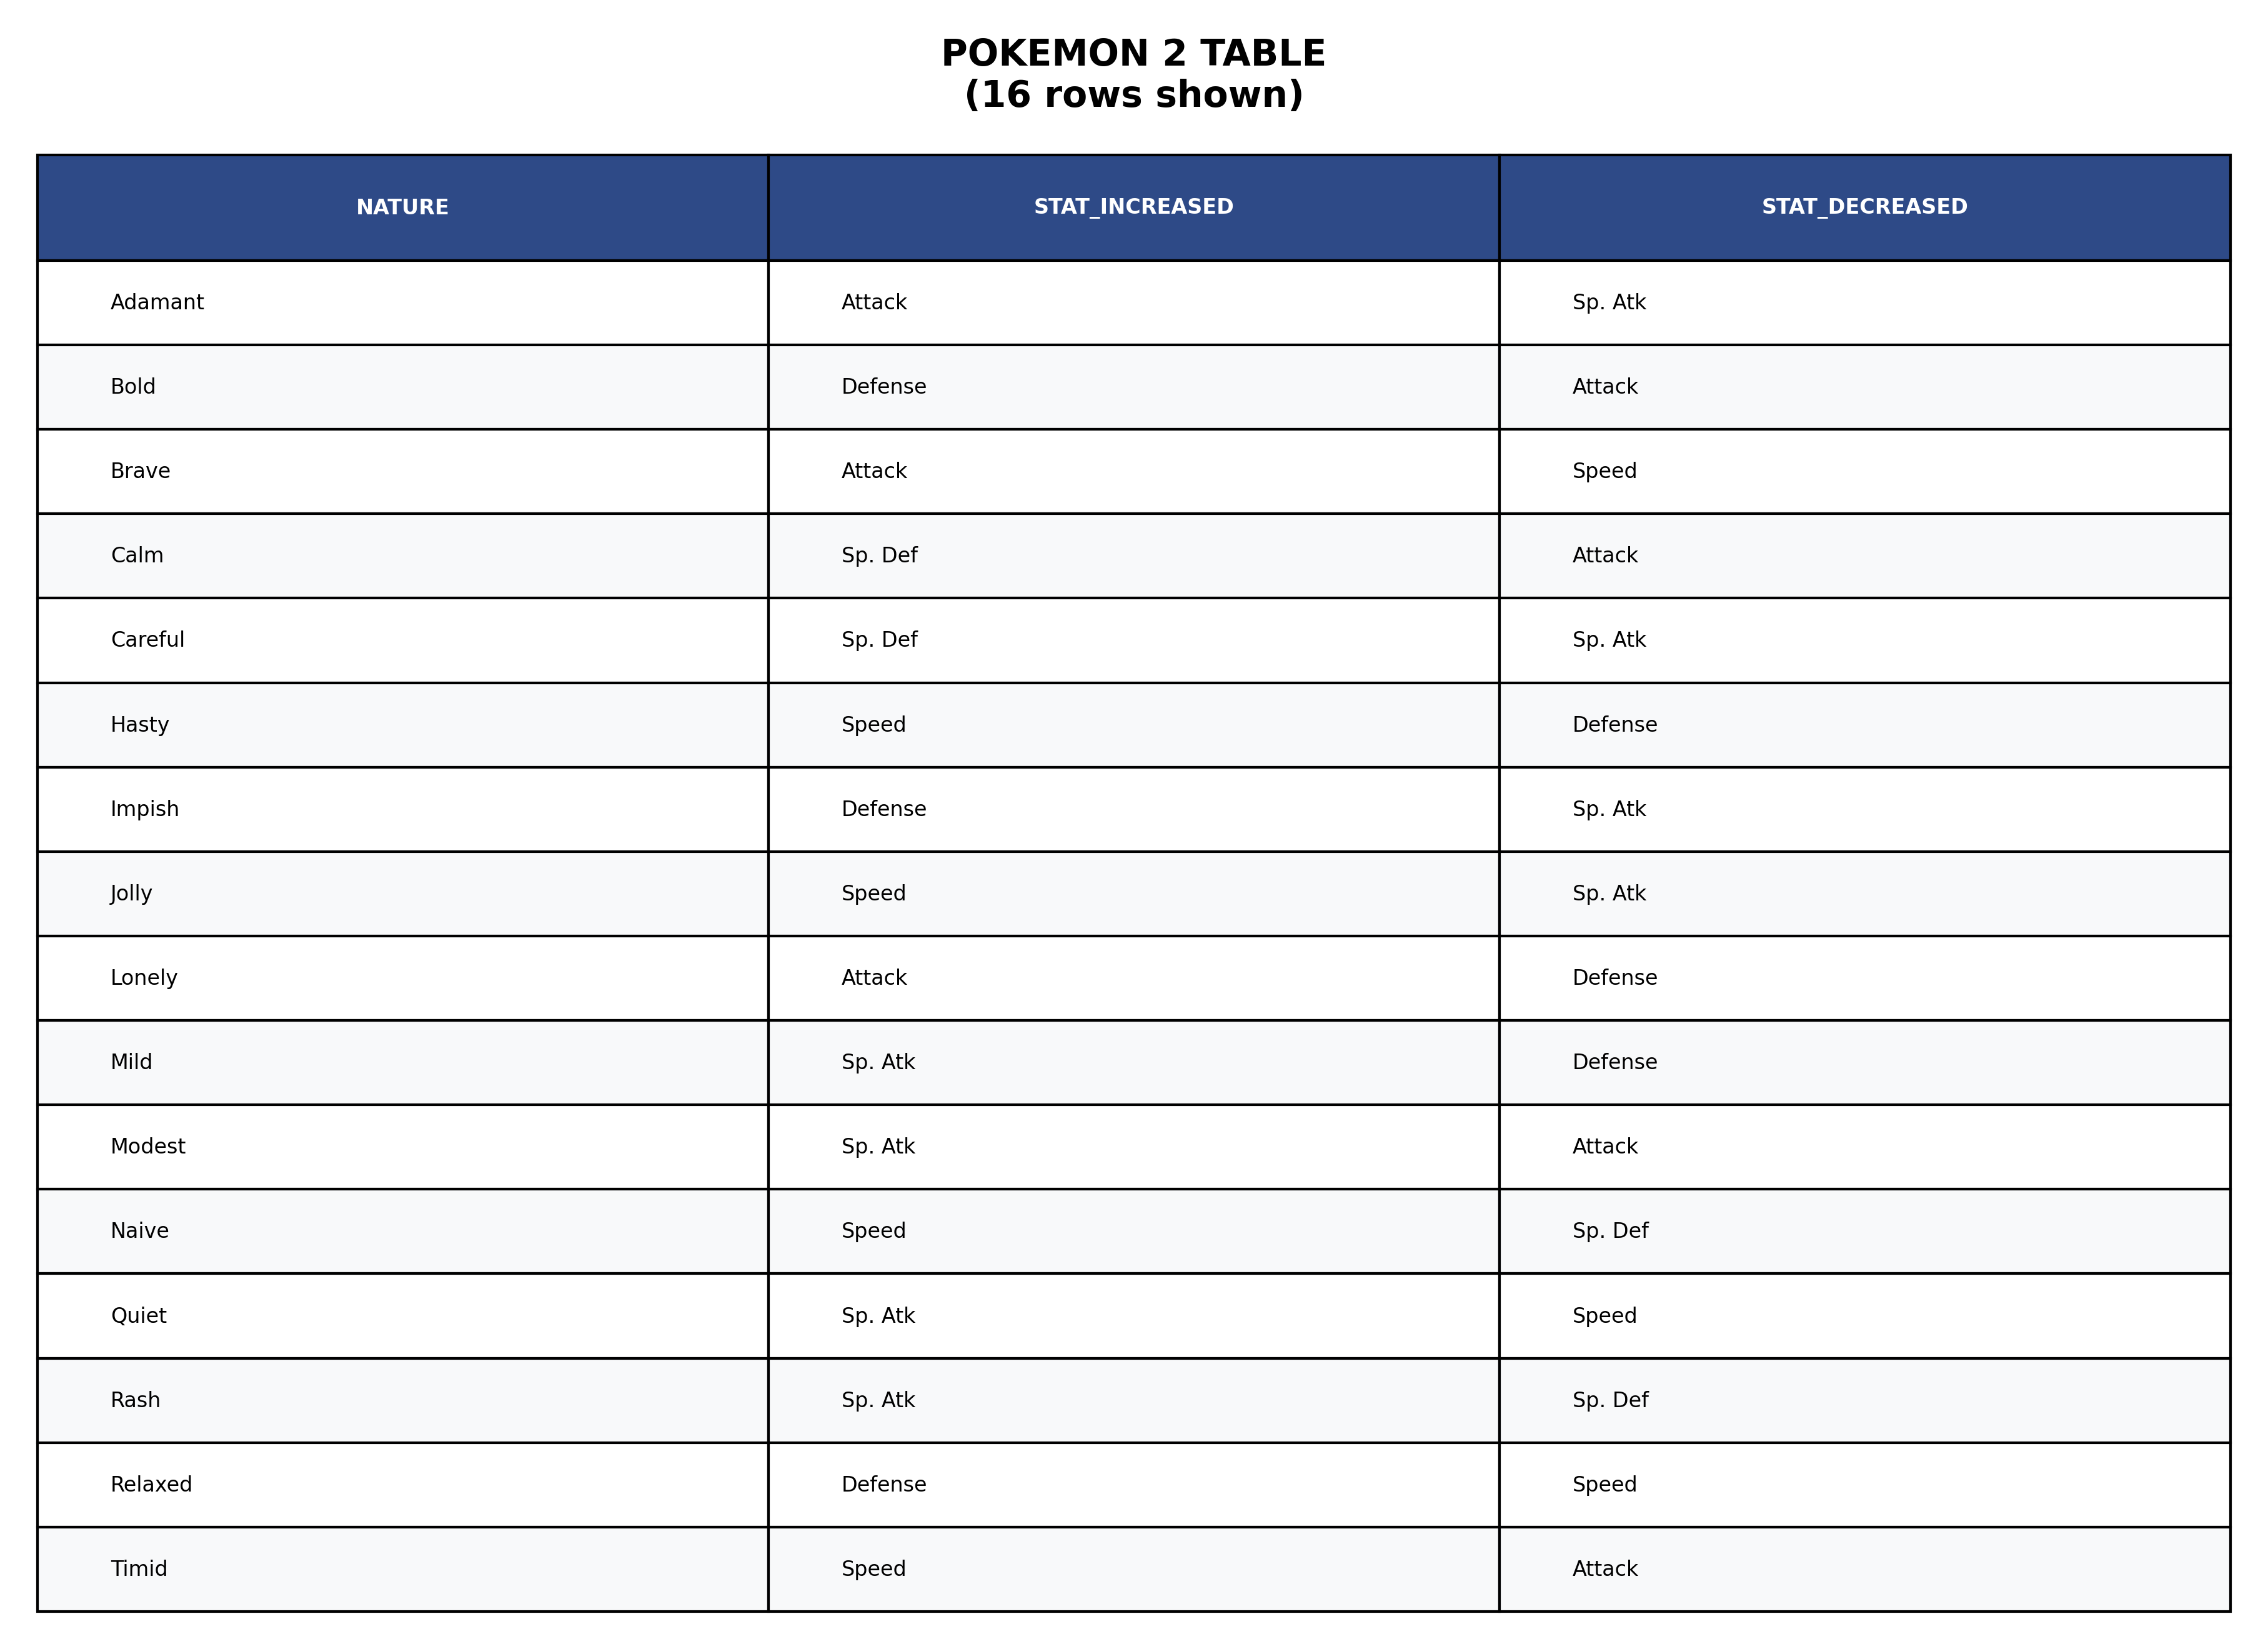 POKEMON 2 TABLE
(16 rows shown)
NATURE STAT_INCREASED STAT_DECREASED
Adamant Attack Sp. Atk
Bold Defense Attack
Brave Attack Speed
Calm Sp. Def Attack
Careful Sp. Def Sp. Atk
Hasty Speed Defense
Impish Defense Sp. Atk
Jolly Speed Sp. Atk
Lonely Attack Defense
Mild Sp. Atk Defense
Modest Sp. Atk Attack
Naive Speed Sp. Def
Quiet Sp. Atk Speed
Rash Sp. Atk Sp. Def
Relaxed Defense Speed
Timid Speed Attack